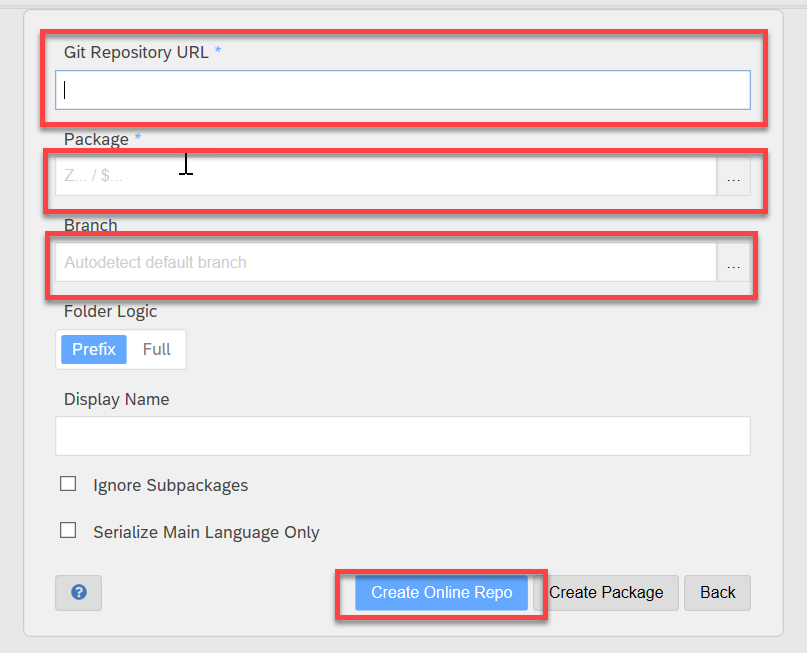 Git Repository URL *
Package *
Z... / $...
...
Branch
Autodetect default branch
...
Folder Logic
Prefix Full
Display Name
Ignore Subpackages
Serialize Main Language Only
? Create Online Repo Create Package Back